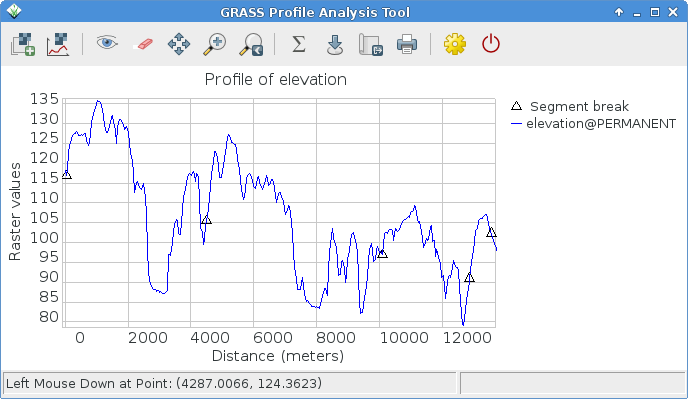 GRASS Profile Analysis Tool
Profile of elevation
135
130
125
120
115
110
105
100
95
90
85
80
Raster values
0 2000 4000 6000 8000 10000 12000
Distance (meters)
Segment break
elevation@PERMANENT
Left Mouse Down at Point: (4287.0066, 124.3623)